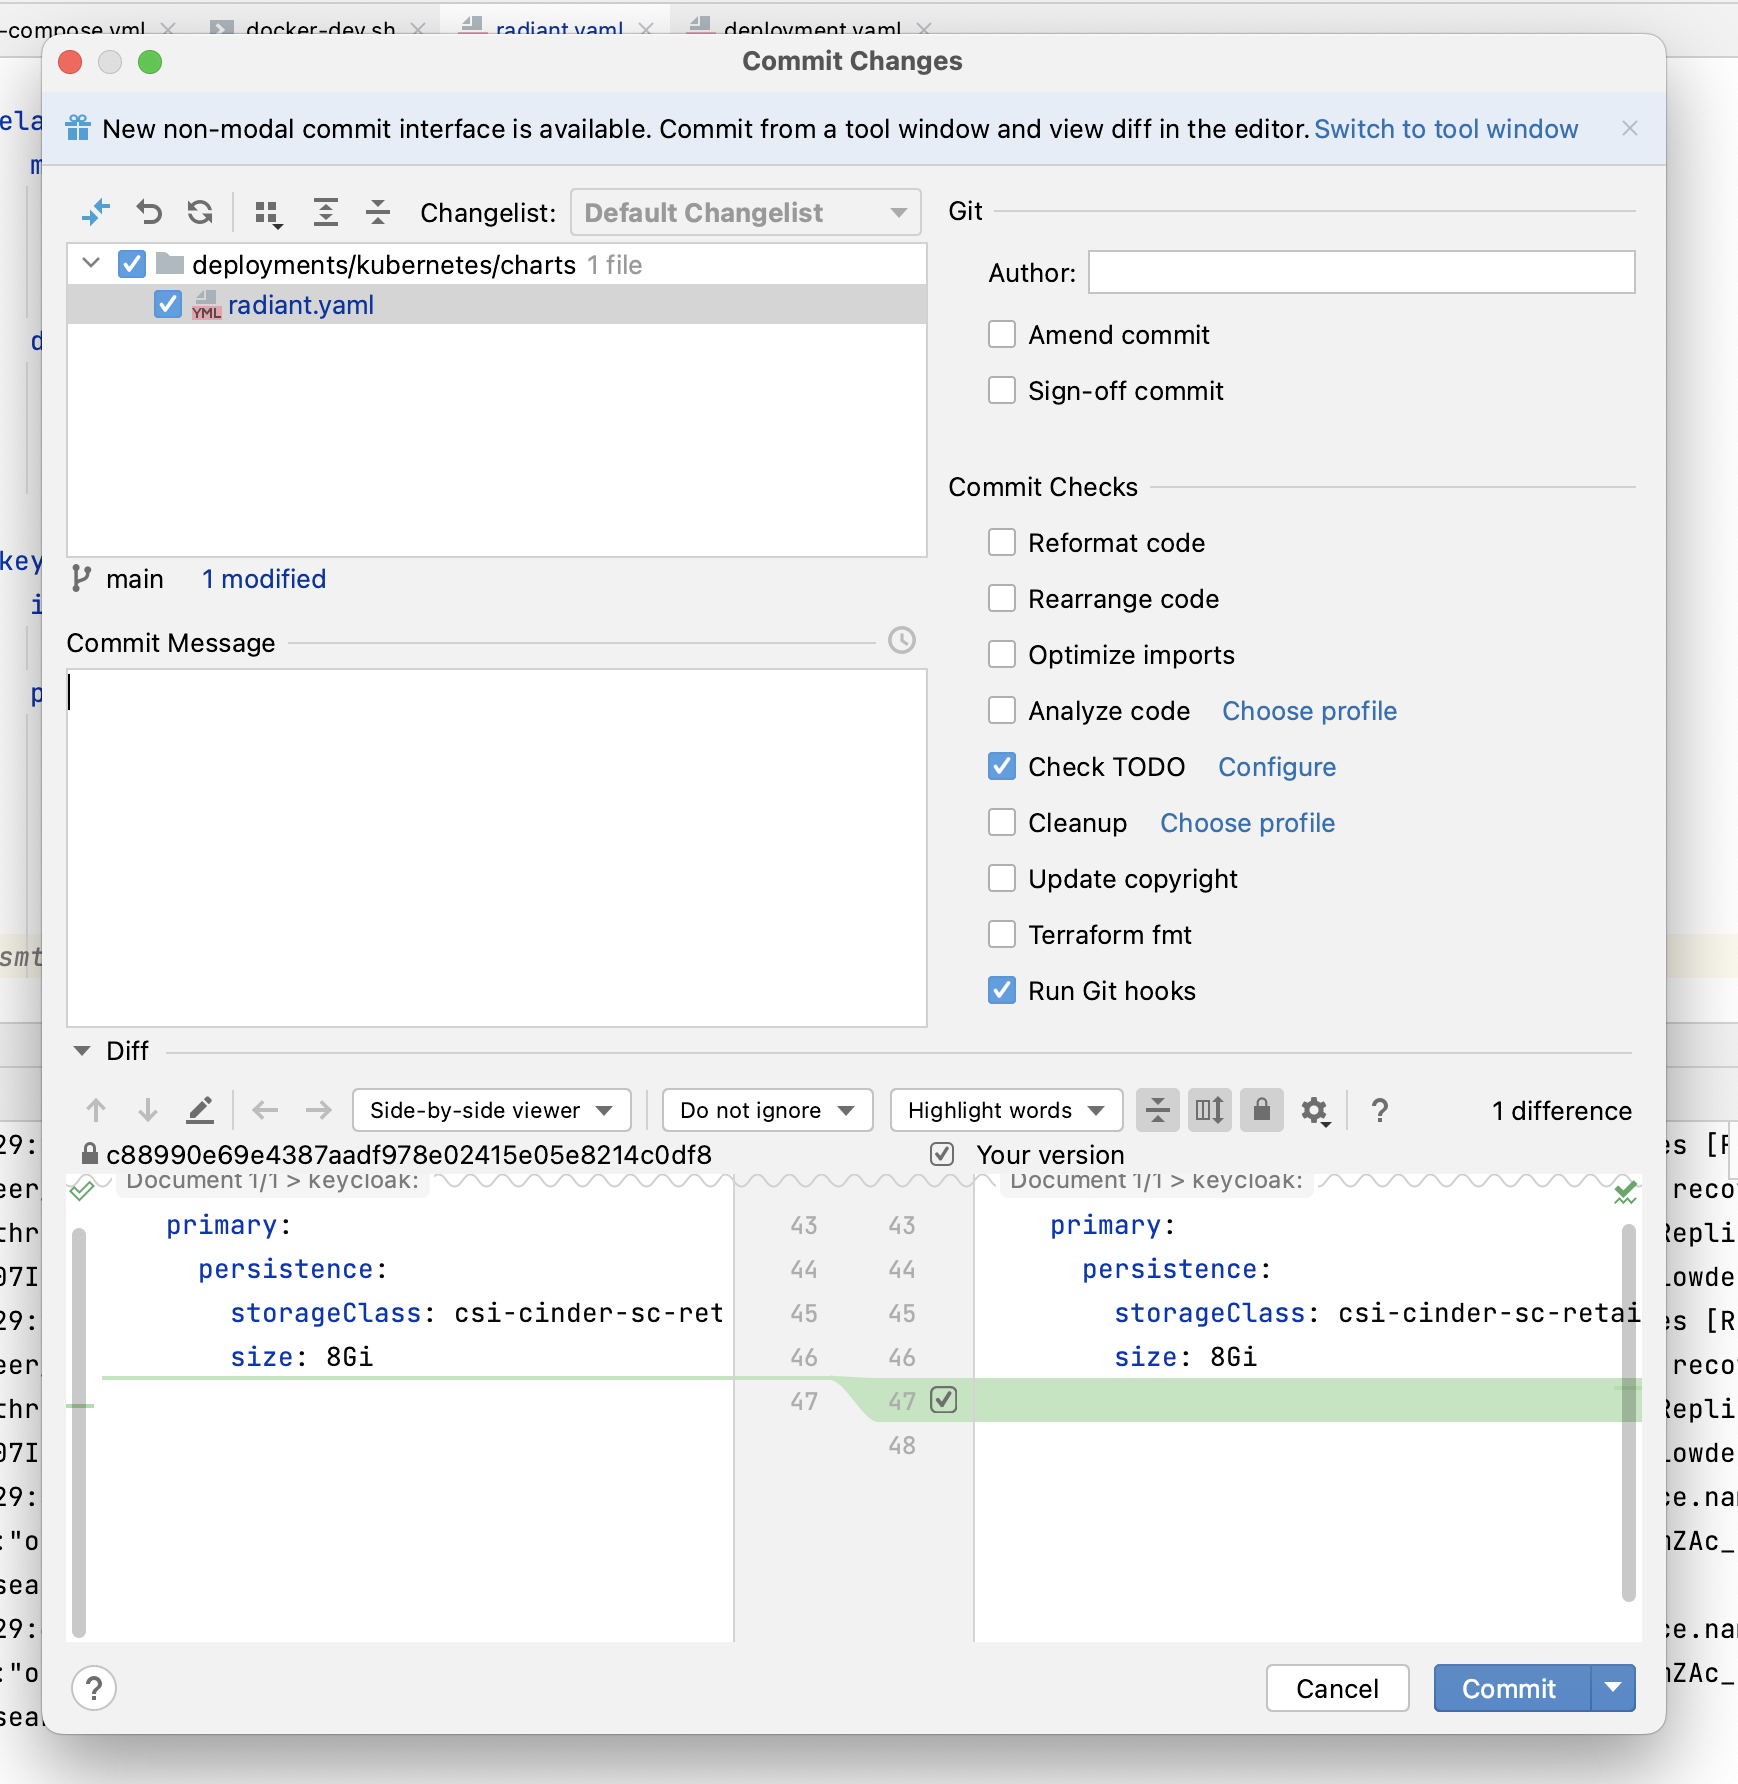 -compose.yml
docker-dev.sh
radiant.yaml
deployment.yaml
Commit Changes
New non-modal commit interface is available. Commit from a tool window and view diff in the editor. Switch to tool window
Changelist: Default Changelist
deployments/kubernetes/charts 1 file
YML radiant.yaml
main 1 modified
Commit Message
Git
Author:
Amend commit
Sign-off commit
Commit Checks
Reformat code
Rearrange code
Optimize imports
Analyze code Choose profile
Check TODO Configure
Cleanup Choose profile
Update copyright
Terraform fmt
Run Git hooks
Diff
Side-by-side viewer Do not ignore Highlight words ? 1 difference
c88990e69e4387aadf978e02415e05e8214c0df8 Your version
Document 1/1 > keycloak: Document 1/1 > keycloak:
primary: 43 43 primary:
persistence: 44 44 persistence:
storageClass: csi-cinder-sc-ret 45 45 storageClass: csi-cinder-sc-retai
size: 8Gi 46 46 size: 8Gi
47 47
48
? Cancel Commit